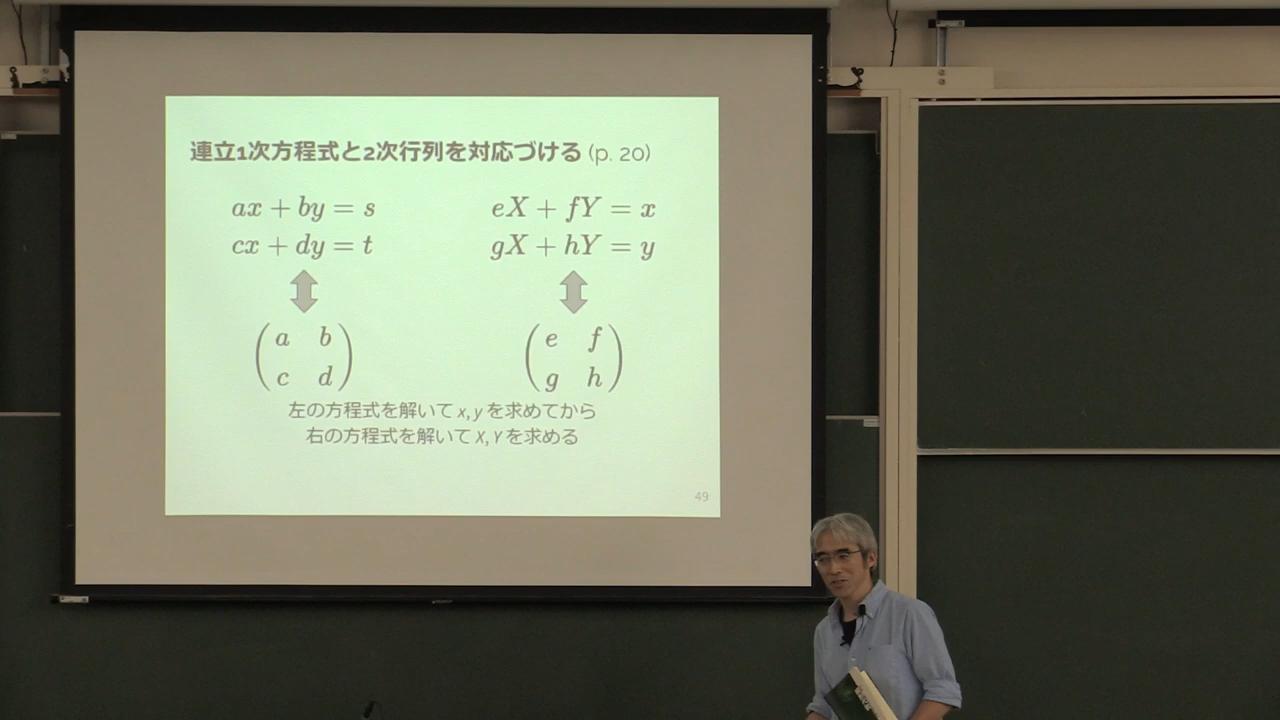 連立1次方程式と2次行列を対応づける (p. 20)
ax + by = s
cx + dy = t
eX + fY = x
gX + hY = y
a b
c d
e f
g h
左の方程式を解いて x, y を求めてから
右の方程式を解いて X, Y を求める
49